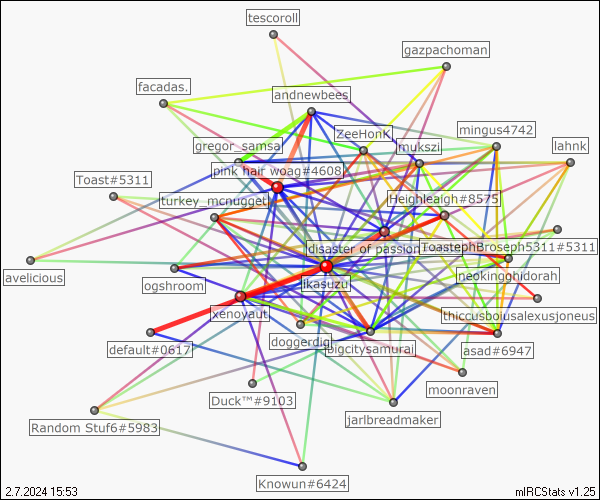 tescoroll
gazpachoman
facadas.
andnewbees
ZeeHonK
mingus4742
gregor_samsa
mukszi
lahnk
pink hair woag#4608
Toast#5311
turkey_mcnugget
Heighleaigh#8575
disaster of passion
ToastephBroseph5311#5311
avelicious
ogshroom
likasuzu
neokingghidorah
xenoyaut
thiccusboiusalexusjoneus
default#0617
doggerdig
bigcitysamuraj
asad#6947
moonraven
Duck™#9103
jarlbreadmaker
Random Stuf6#5983
Knowun#6424
2.7.2024 15:53
mIRCStats v1.25